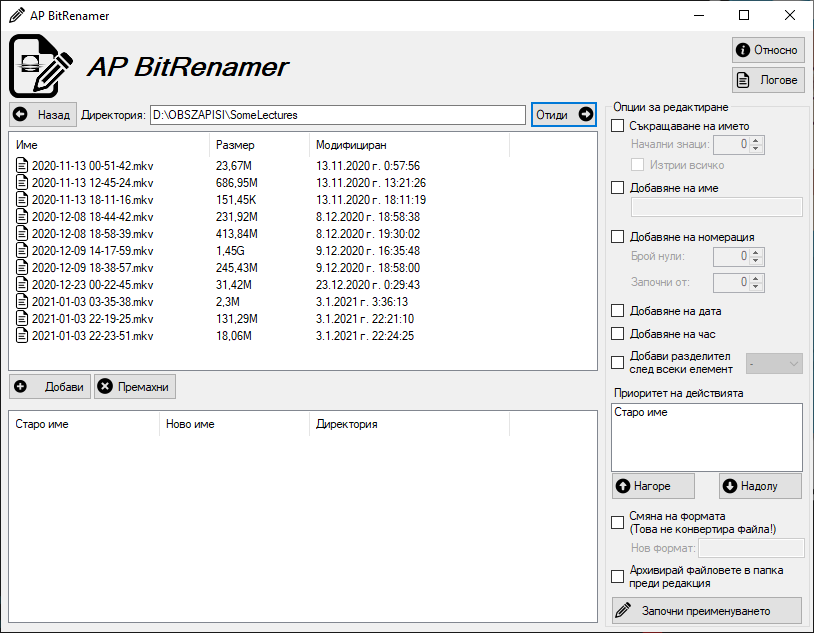 AP BitRenamer
AP BitRenamer
Относно
Логове
Назад
Директория: D:\OBSZAPISI\SomeLectures
Отиди
Име Размер Модифициран
2020-11-13 00-51-42.mkv 23,67M 13.11.2020 г. 0:57:56
2020-11-13 12-45-24.mkv 686,95M 13.11.2020 г. 13:21:26
2020-11-13 18-11-16.mkv 151,45K 13.11.2020 г. 18:11:19
2020-12-08 18-44-42.mkv 231,92M 8.12.2020 г. 18:58:38
2020-12-08 18-58-39.mkv 413,84M 8.12.2020 г. 19:30:02
2020-12-09 14-17-59.mkv 1,45G 9.12.2020 г. 16:35:48
2020-12-09 18-38-57.mkv 245,43M 9.12.2020 г. 18:58:00
2020-12-23 00-22-45.mkv 31,42M 23.12.2020 г. 0:29:43
2021-01-03 03-35-38.mkv 2,3M 3.1.2021 г. 3:36:13
2021-01-03 22-19-25.mkv 131,29M 3.1.2021 г. 22:21:10
2021-01-03 22-23-51.mkv 18,06M 3.1.2021 г. 22:24:25
Добави
Премахни
Старо име Ново име Директория
Опции за редактиране
Съкращаване на името
Начални знаци: 0
Изтрии всичко
Добавяне на име
Добавяне на номерация
Брой нули: 0
Започни от: 0
Добавяне на дата
Добавяне на час
Добави разделител
след всеки елемент
-
Приоритет на действията
Старо име
Нагоре
Надолу
Смяна на формата
(Това не конвертира файла!)
Нов формат:
Архивирай файловете в папка
преди редакция
Започни преименуването